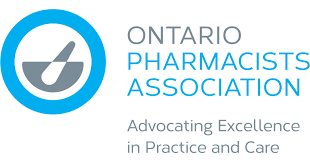 ONTARIO
PHARMACISTS
ASSOCIATION
Advocating Excellence
in Practice and Care